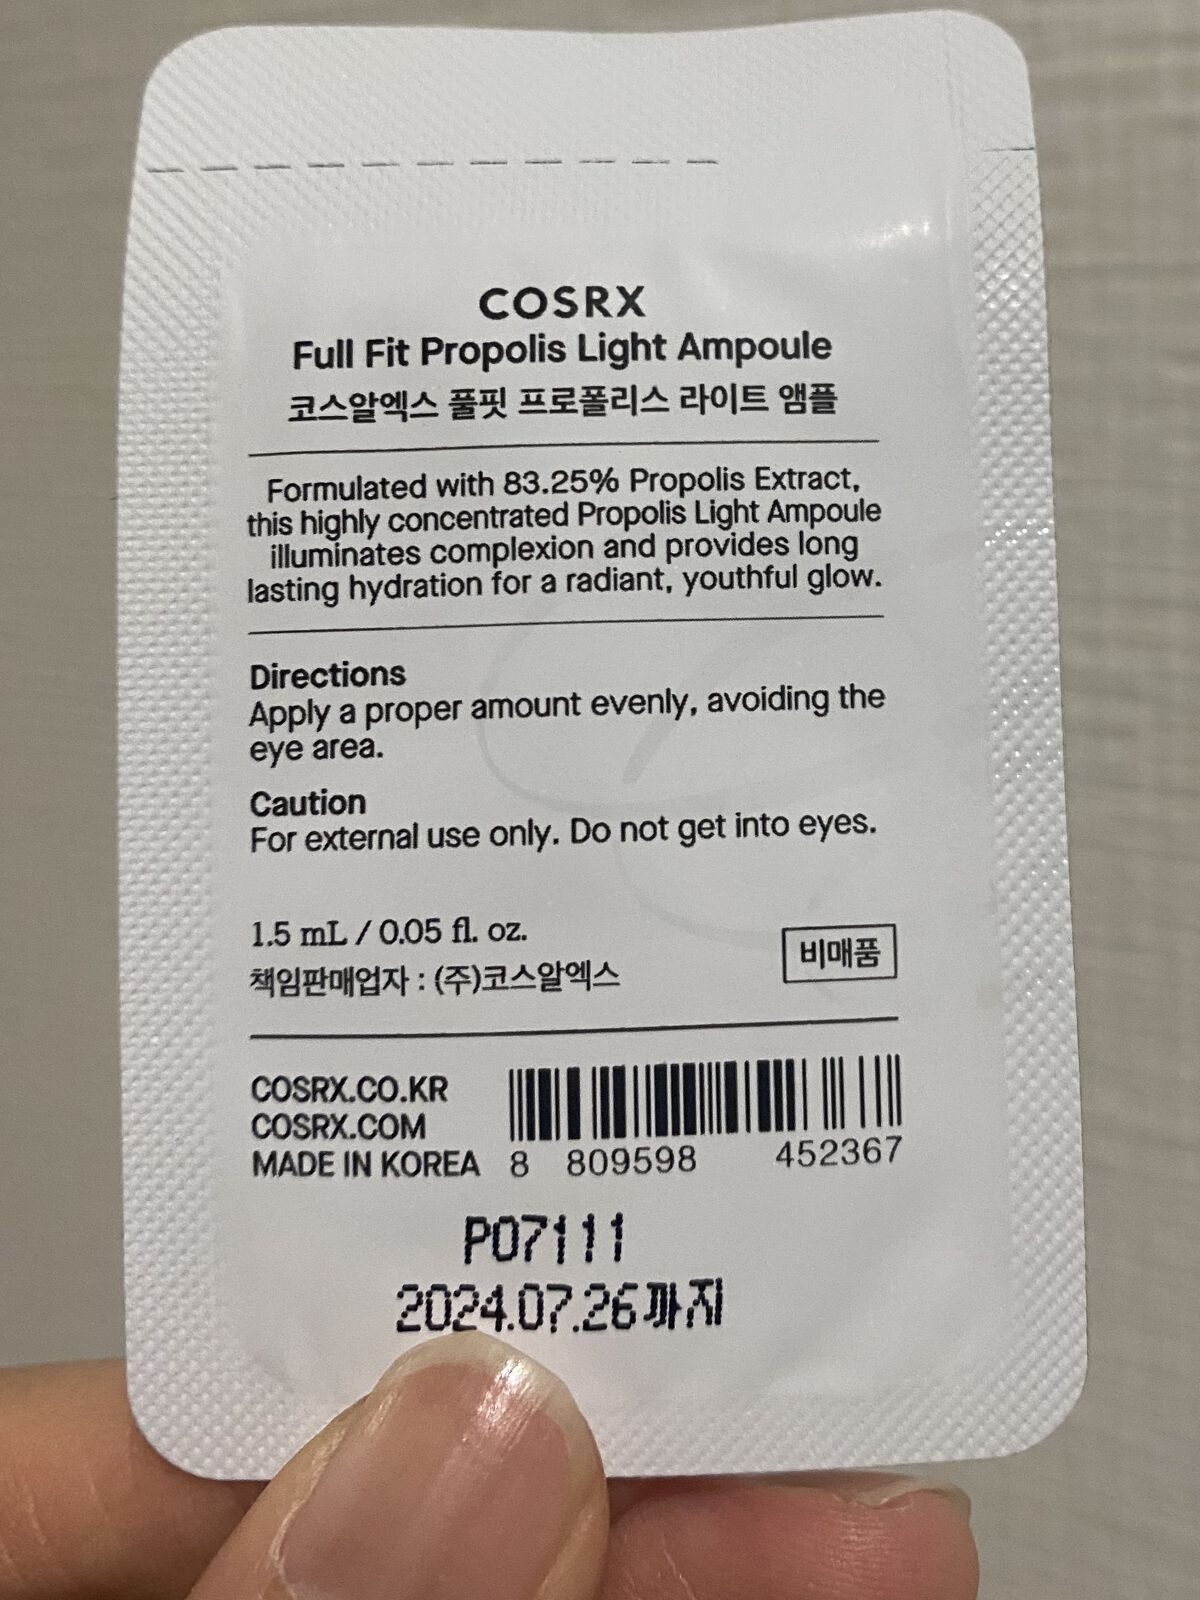 COSRX
Full Fit Propolis Light Ampoule
코스알엑스 풀핏 프로폴리스 라이트 앰플
Formulated with 83.25% Propolis Extract,
this highly concentrated Propolis Light Ampoule
illuminates complexion and provides long
lasting hydration for a radiant, youthful glow.
Directions
Apply a proper amount evenly, avoiding the
eye area.
Caution
For external use only. Do not get into eyes.
1.5 mL / 0.05 fl. oz.
책임판매업자 : (주)코스알엑스
비매품
COSRX.CO.KR
COSRX.COM
MADE IN KOREA
8 809598 452367
P07111
2024.07.26까지